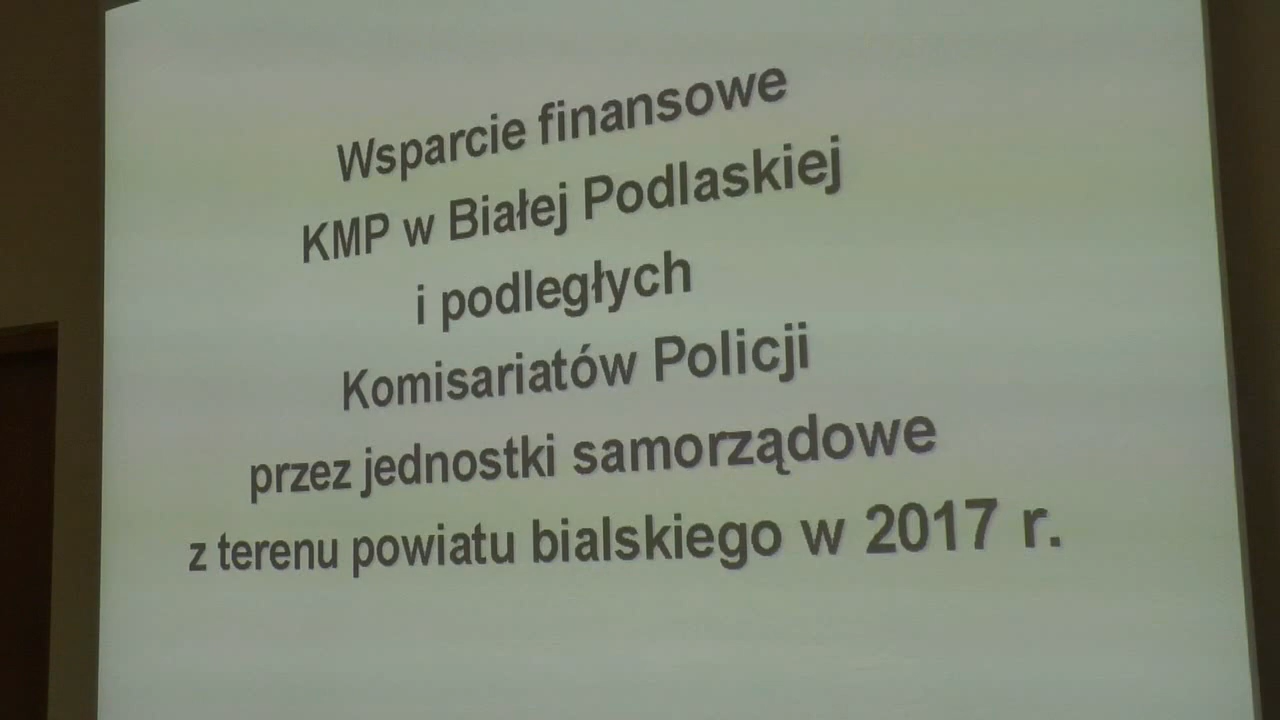 Wsparcie finansowe
KMP w Białej Podlaskiej
i podległych
Komisariatów Policji
przez jednostki samorządowe
z terenu powiatu bialskiego w 2017 r.